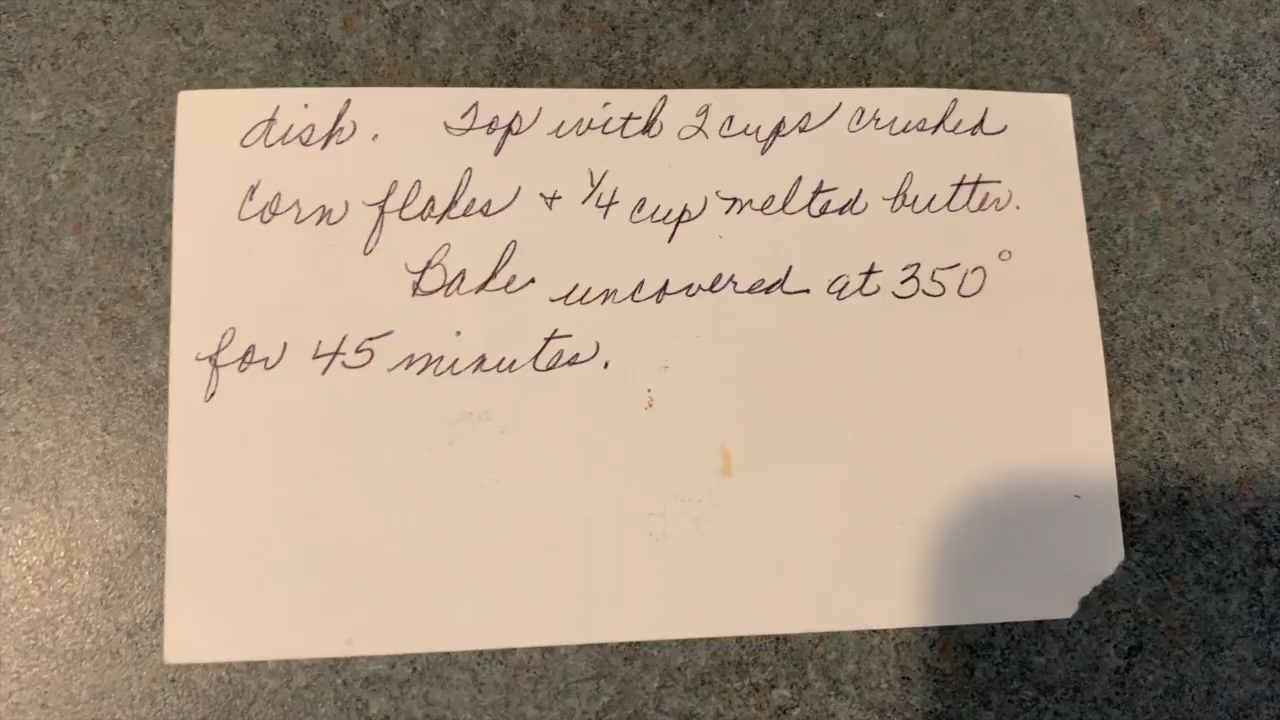 dish. Top with 2 cups crushed
corn flakes + 1/4 cup melted butter.
Bake uncovered at 350°
for 45 minutes.